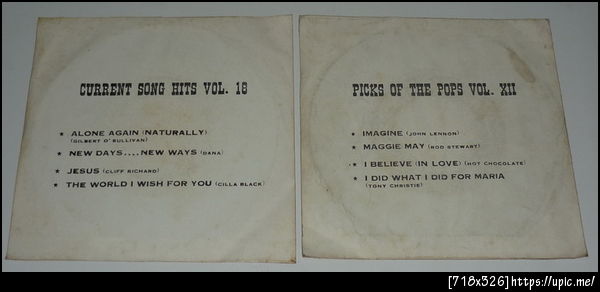 CURRENT SONG HITS VOL. 18
★ ALONE AGAIN (NATURALLY)
(GILBERT O'SULLIVAN)
★ NEW DAYS....NEW WAYS (DANA)
★ JESUS (CLIFF RICHARD)
★ THE WORLD I WISH FOR YOU (CILLA BLACK)
PICKS OF THE POPS VOL. XII
★ IMAGINE (JOHN LENNON)
★ MAGGIE MAY (ROD STEWART)
★ I BELIEVE (IN LOVE) (HOT CHOCOLATE)
★ I DID WHAT I DID FOR MARIA
(TONY CHRISTIE)
[718x326]https://upic.me/